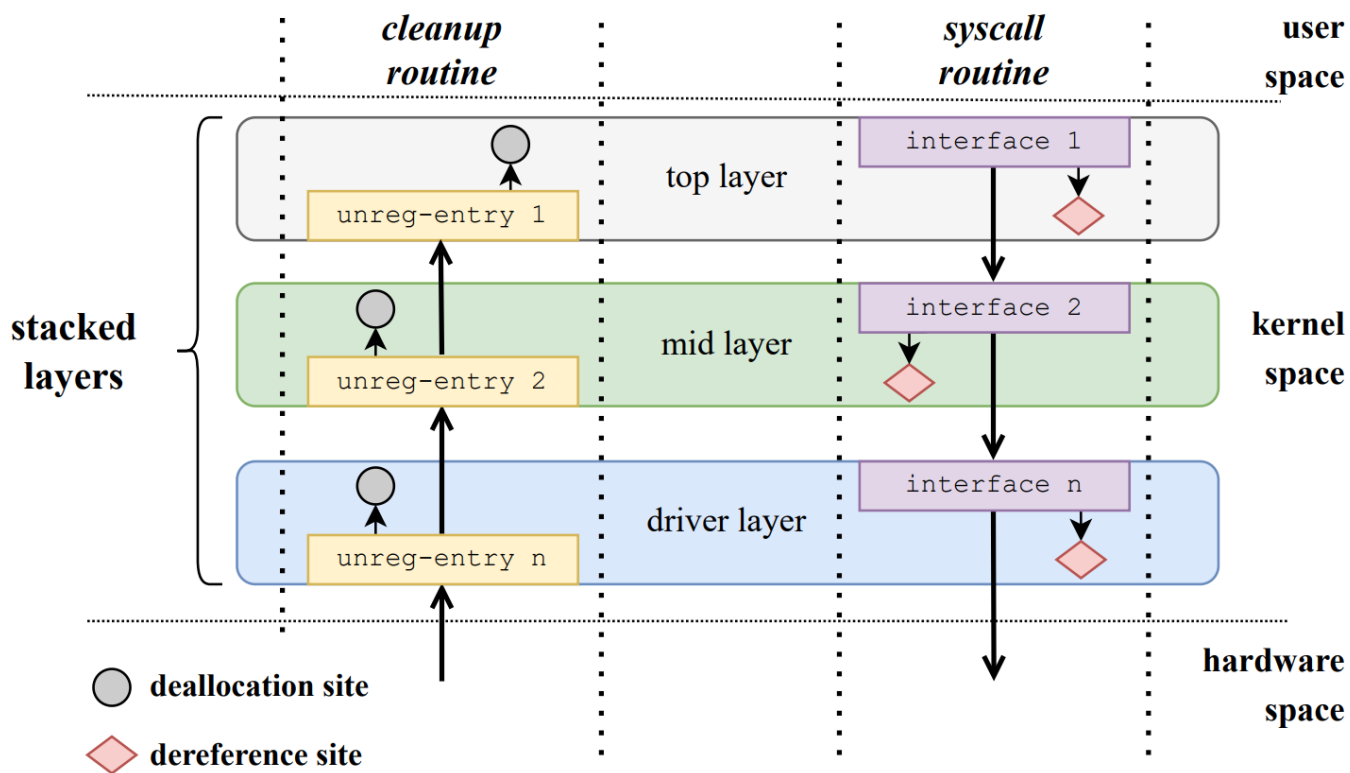 cleanup
routine
syscall
routine
user
space
interface 1
top layer
unreg-entry 1
interface 2
stacked
layers
mid layer
kernel
space
unreg-entry 2
interface n
driver layer
unreg-entry n
hardware
space
deallocation site
dereference site